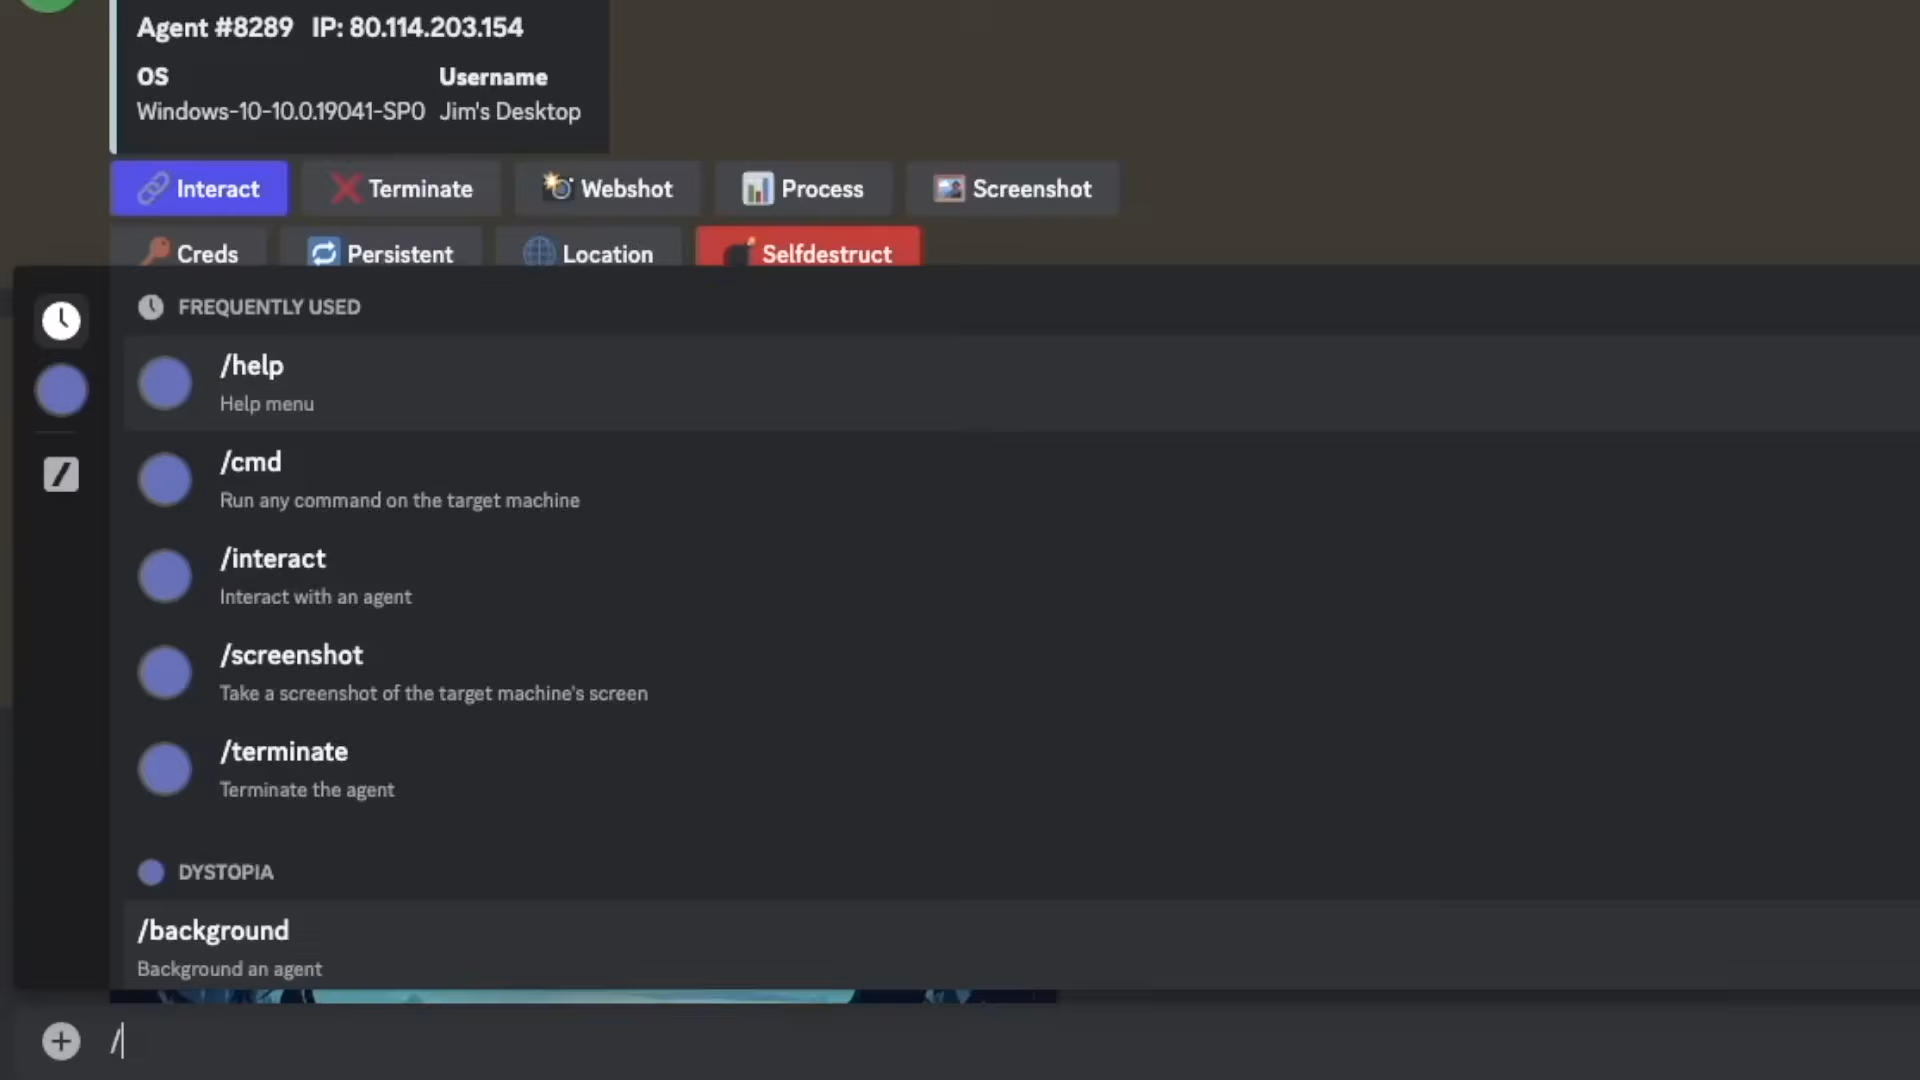 Agent #8289 IP: 80.114.203.154
OS Username
Windows-10-10.0.19041-SP0 Jim's Desktop
Interact Terminate Webshot Process Screenshot
Creds Persistent Location Selfdestruct
FREQUENTLY USED
/help
Help menu
/cmd
Run any command on the target machine
/interact
Interact with an agent
/screenshot
Take a screenshot of the target machine's screen
/terminate
Terminate the agent
DYSTOPIA
/background
Background an agent
/